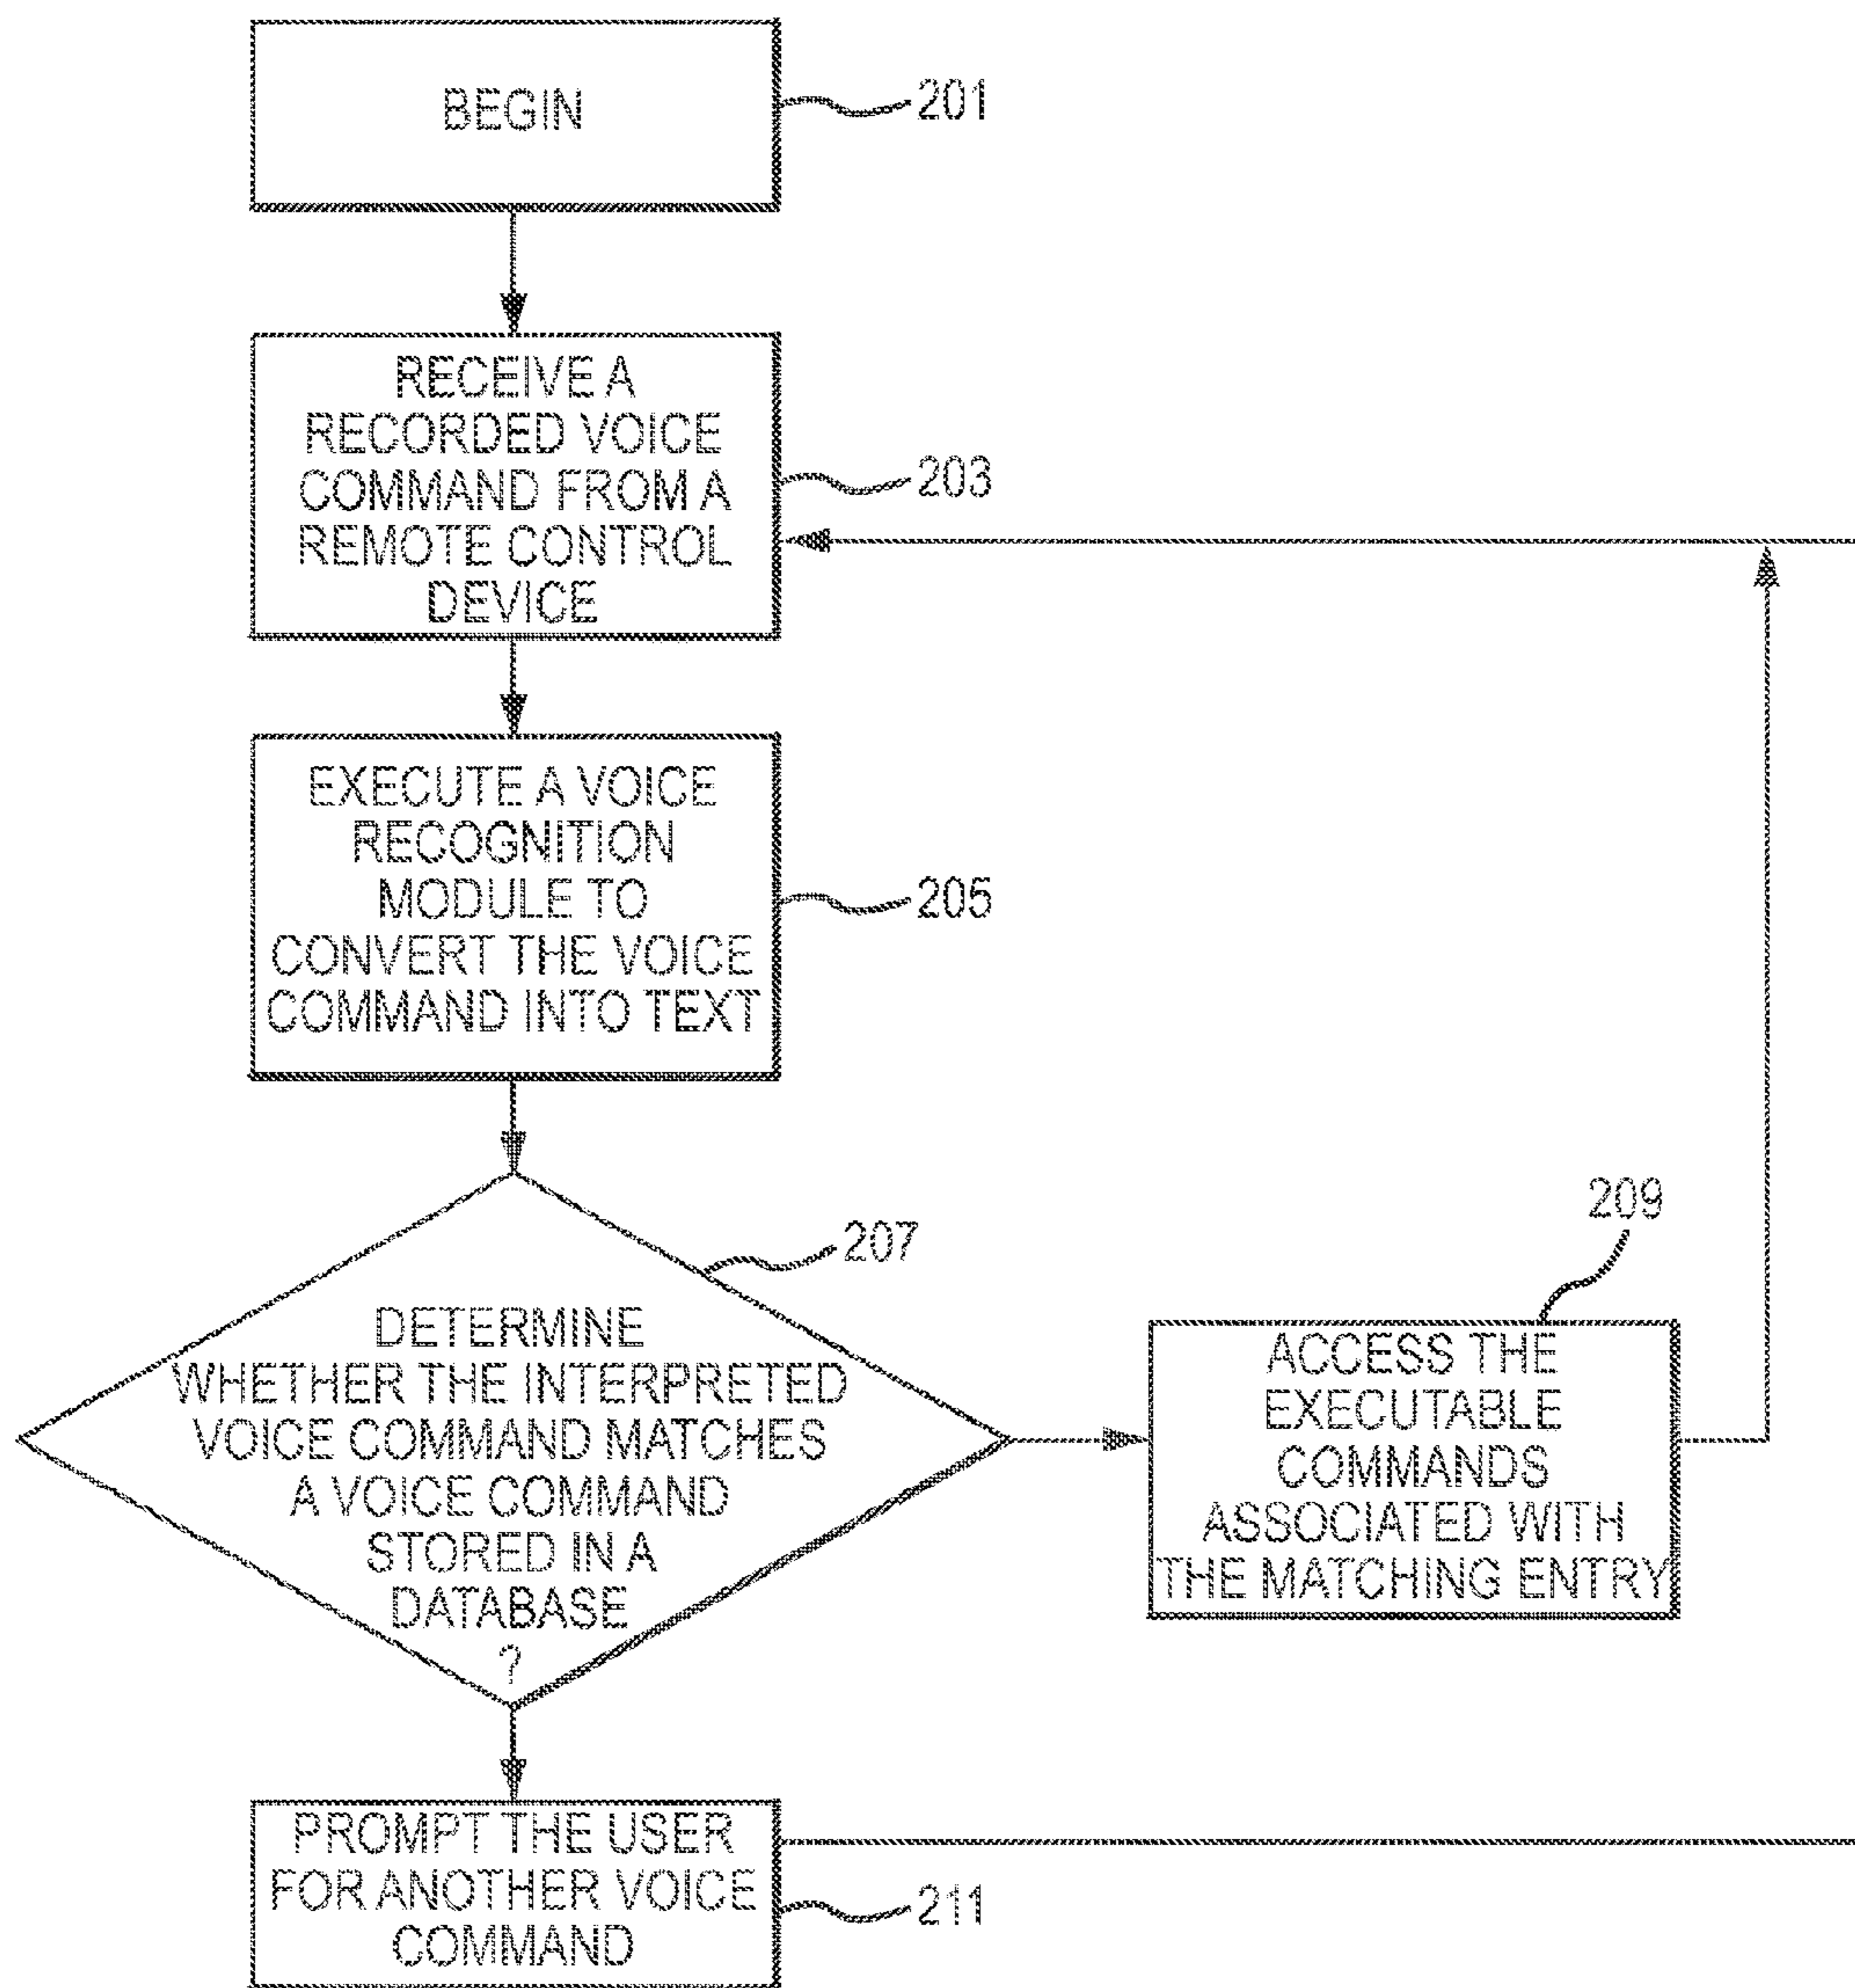 BEGIN
201
RECEIVE A
RECORDED VOICE
COMMAND FROM A
REMOTE CONTROL
DEVICE
203
EXECUTE A VOICE
RECOGNITION
MODULE TO
CONVERT THE VOICE
COMMAND INTO TEXT
205
207
DETERMINE
WHETHER THE INTERPRETED
VOICE COMMAND MATCHES
A VOICE COMMAND
STORED IN A
DATABASE
?
209
ACCESS THE
EXECUTABLE
COMMANDS
ASSOCIATED WITH
THE MATCHING ENTRY
PROMPT THE USER
FOR ANOTHER VOICE
COMMAND
211